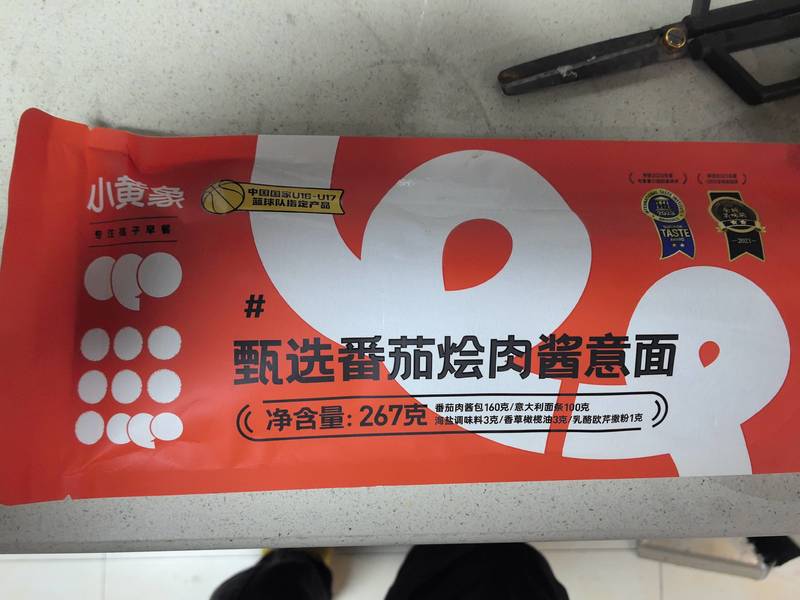 小黄象
专注孩子早餐
中国国家U16-U17
篮球队指定产品
TASTE
2021
#
甄选番茄烩肉酱意面
净含量: 267克
番茄肉酱包160克/意大利面条100克
海盐调味料3克/香草橄榄油3克/乳酪欧芹撒粉1克